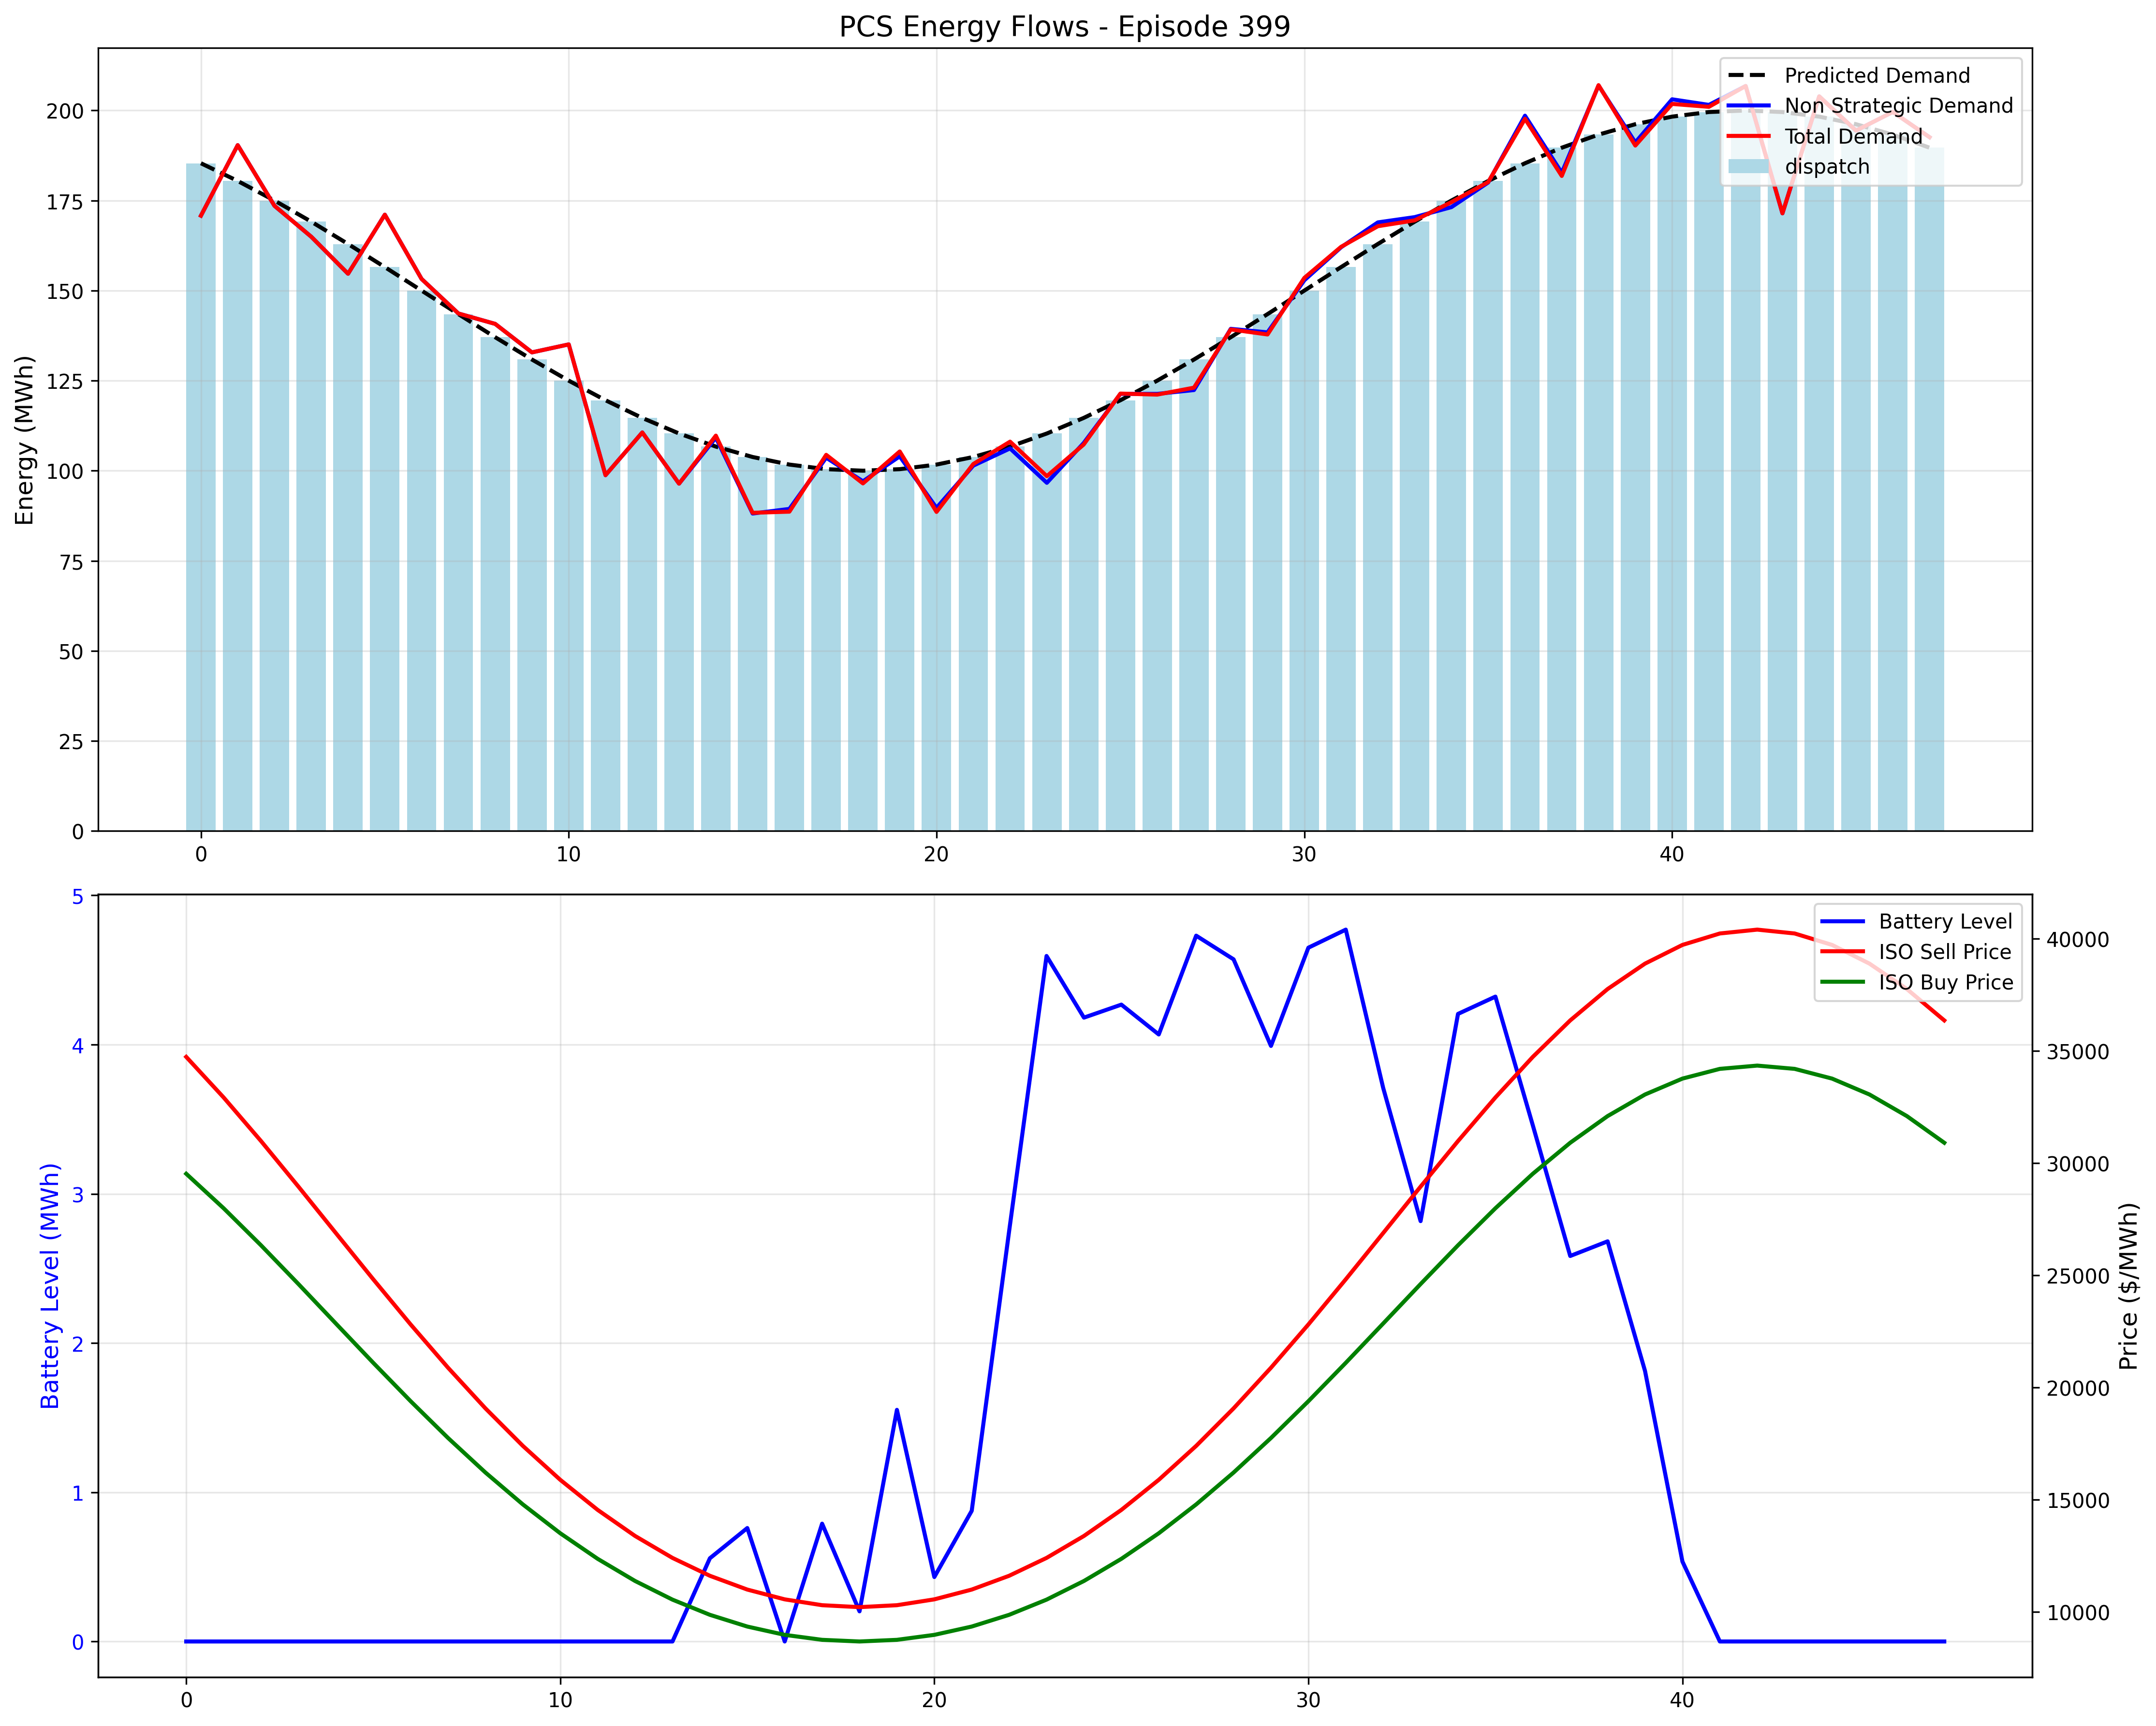 PCS Energy Flows - Episode 399
Energy (MWh)
200
175
150
125
100
75
50
25
0
0 10 20 30 40
Predicted Demand
Non Strategic Demand
Total Demand
dispatch
Battery Level (MWh)
5
4
3
2
1
0
0 10 20 30 40
Battery Level
ISO Sell Price
ISO Buy Price
40000
35000
30000
25000
20000
15000
10000
Price ($/MWh)